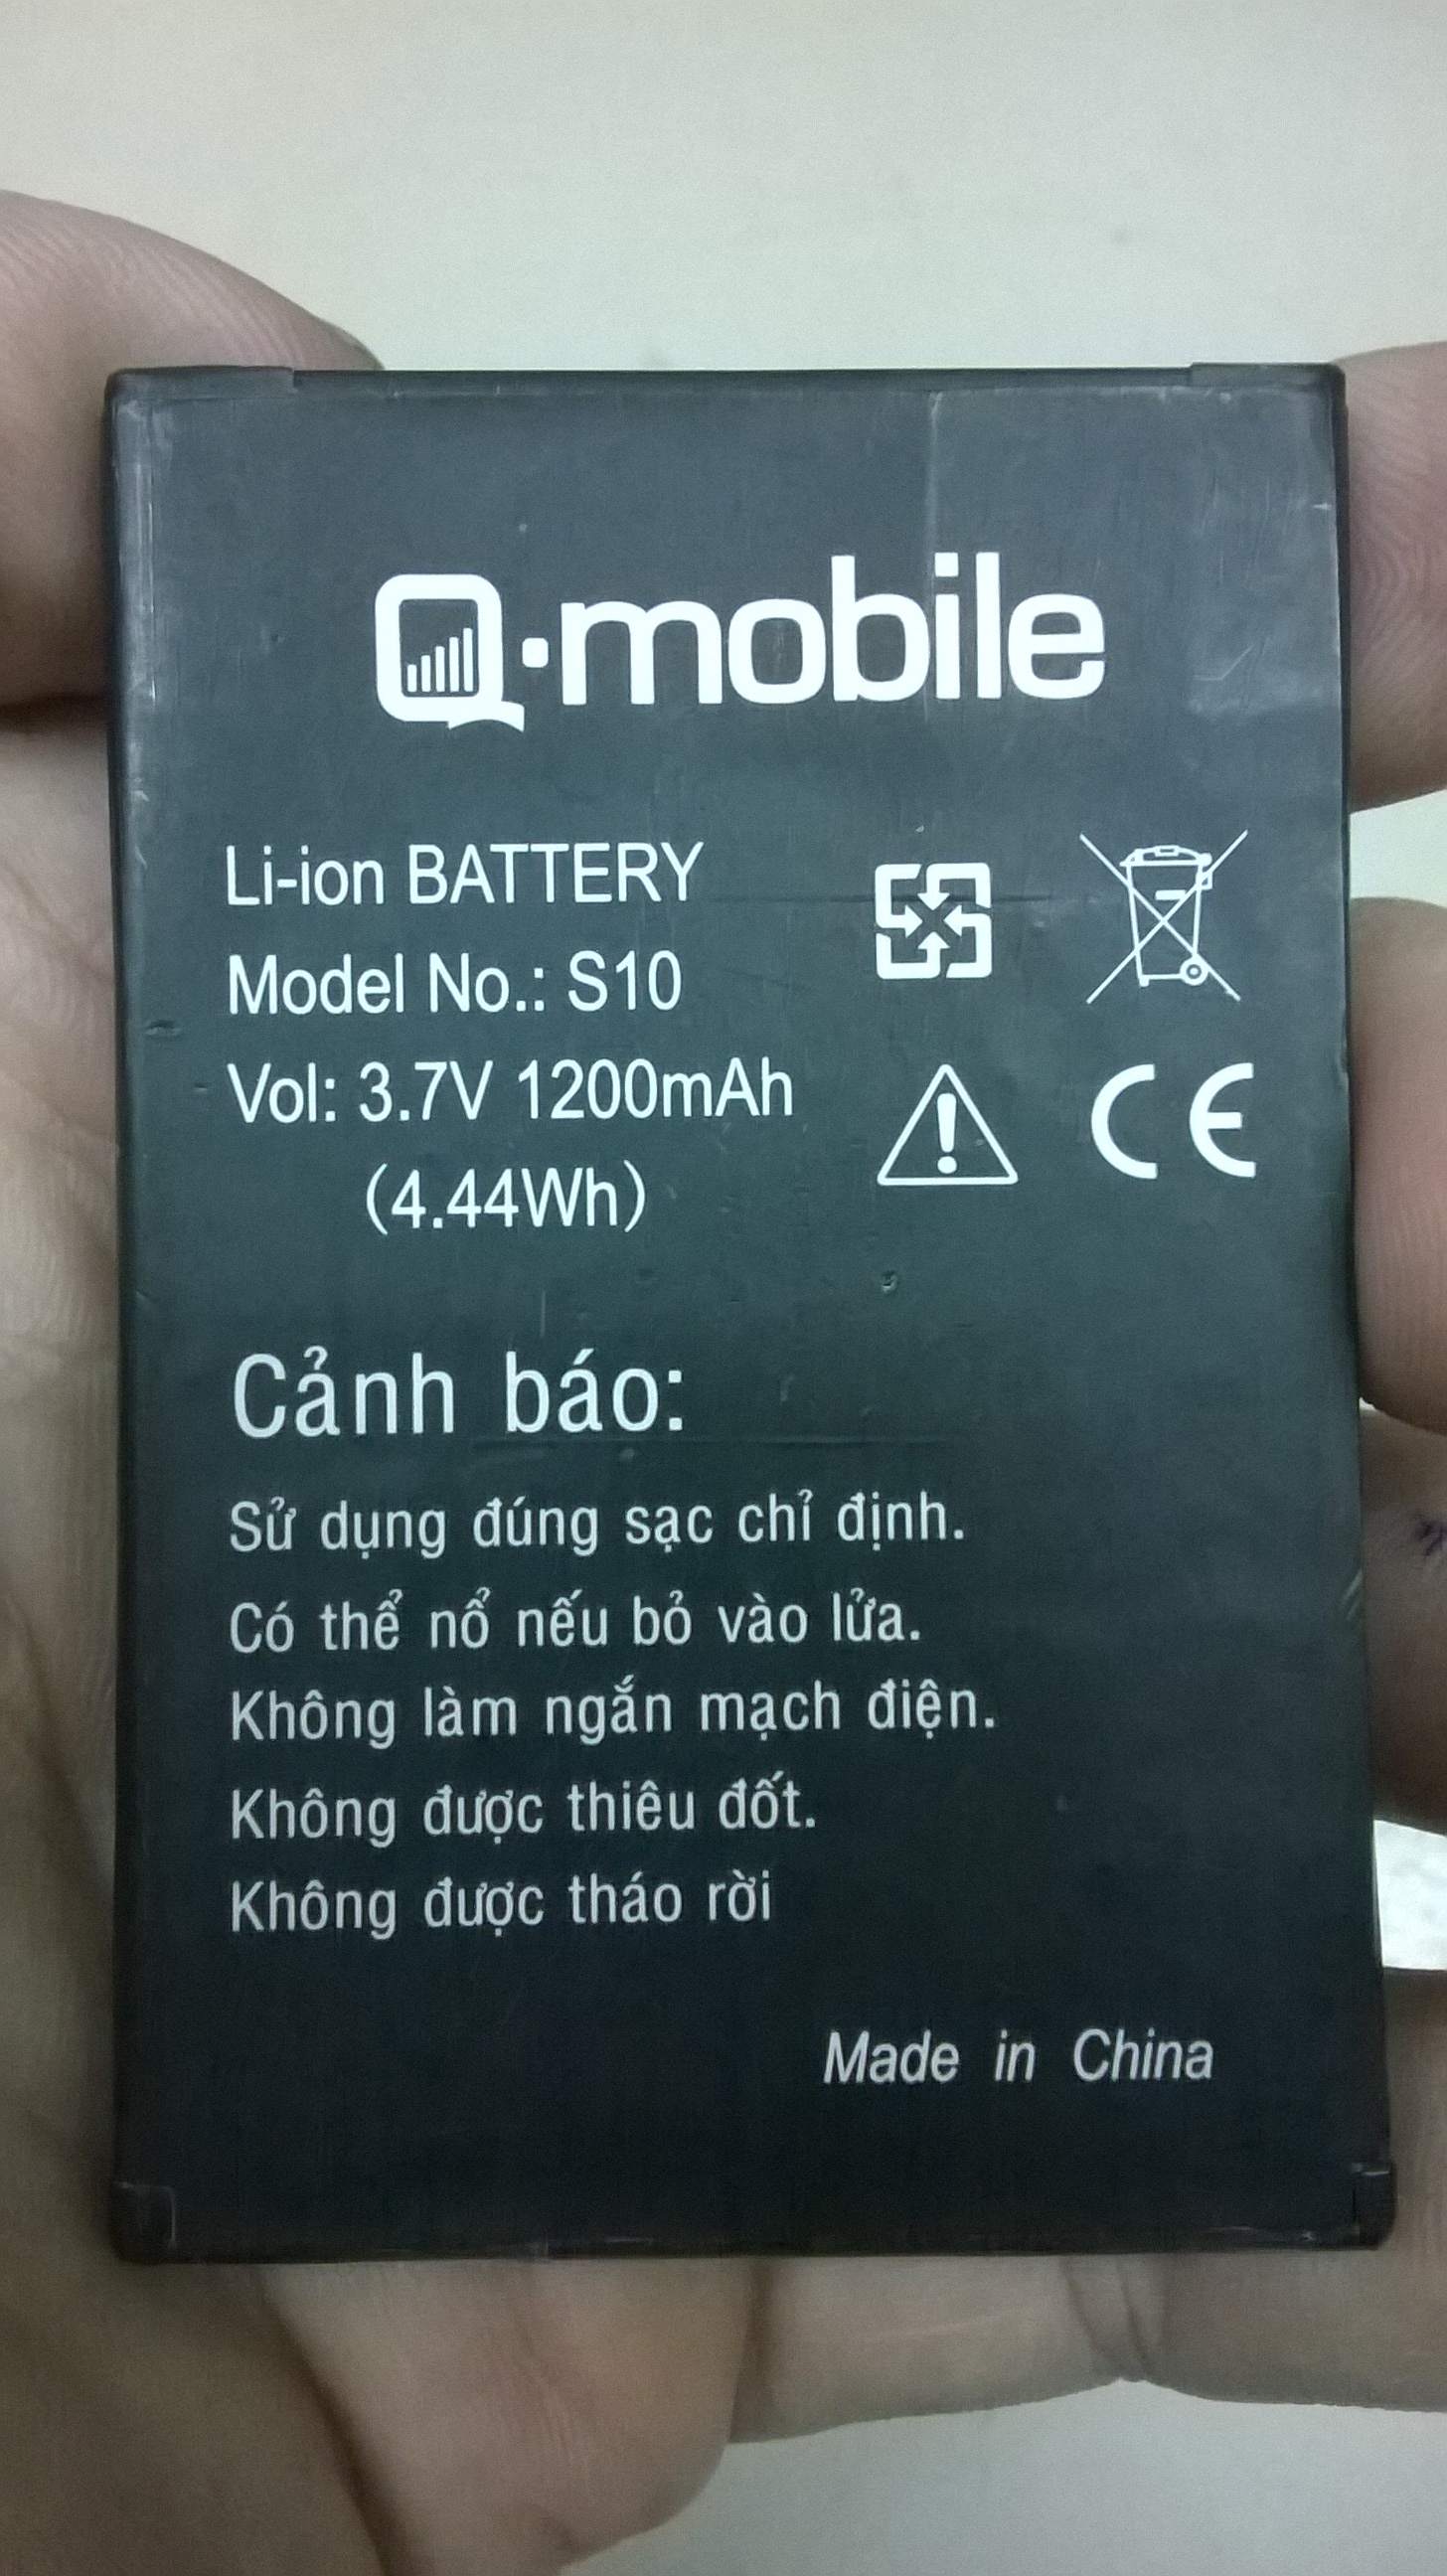 Q·mobile
Li-ion BATTERY
Model No.: S10
Vol: 3.7V 1200mAh
(4.44Wh)
CE
Cảnh báo:
Sử dụng đúng sạc chỉ định.
Có thể nổ nếu bỏ vào lửa.
Không làm ngắn mạch điện.
Không được thiêu đốt.
Không được tháo rời
Made in China